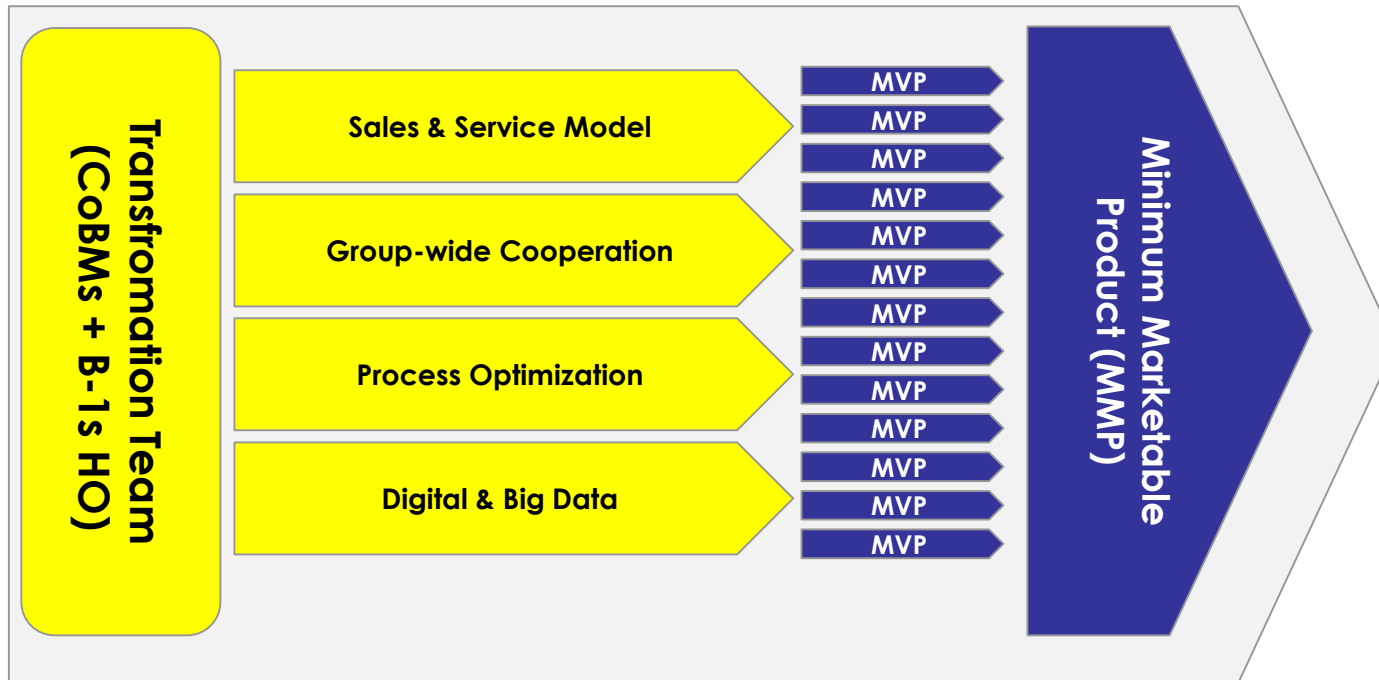 Transfromation Team
(CoBMs + B-1s HO)
Sales & Service Model
Group-wide Cooperation
Process Optimization
Digital & Big Data
MVP
MVP
MVP
MVP
MVP
MVP
MVP
MVP
MVP
MVP
MVP
MVP
MVP
Minimum Marketable
Product (MMP)